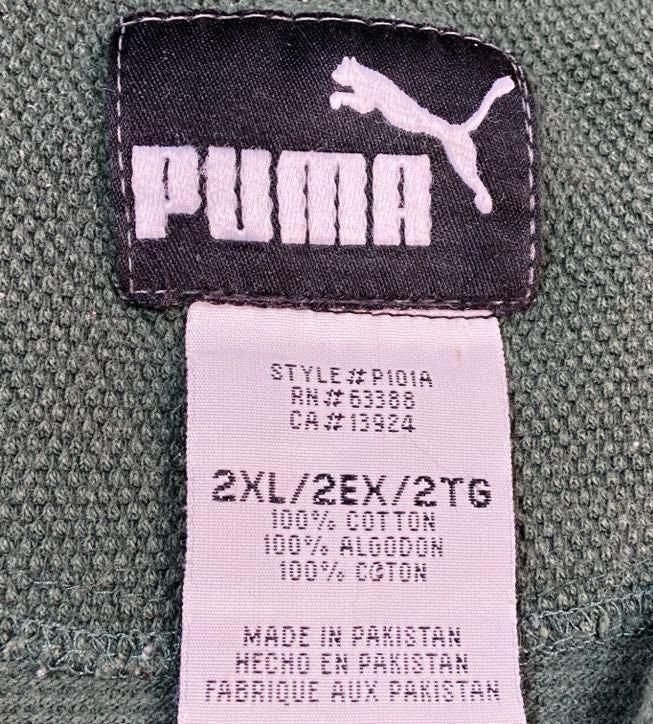 PUMA
STYLE# P101A
RN# 63388
CA# 13924
2XL/2EX/2TG
100% COTTON
100% ALGODON
100% COTON
MADE IN PAKISTAN
HECHO EN PAKISTAN
FABRIQUE AUX PAKISTAN